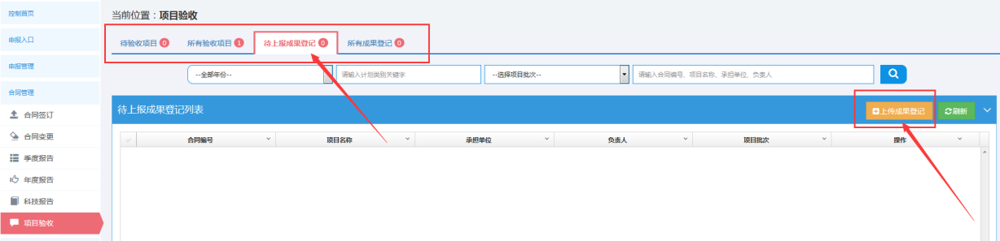 控制首页
申报入口
申报管理
合同管理
合同签订
合同变更
季度报告
年度报告
科技报告
项目验收
当前位置：项目验收
待验收项目 0 所有验收项目 1 待上报成果登记 0 所有成果登记 0
--全部年份-- 请输入计划类别关键字 --选择项目批次-- 请输入合同编号、项目名称、承担单位、负责人
待上报成果登记列表 上传成果登记 刷新
合同编号 项目名称 承担单位 负责人 项目批次 操作